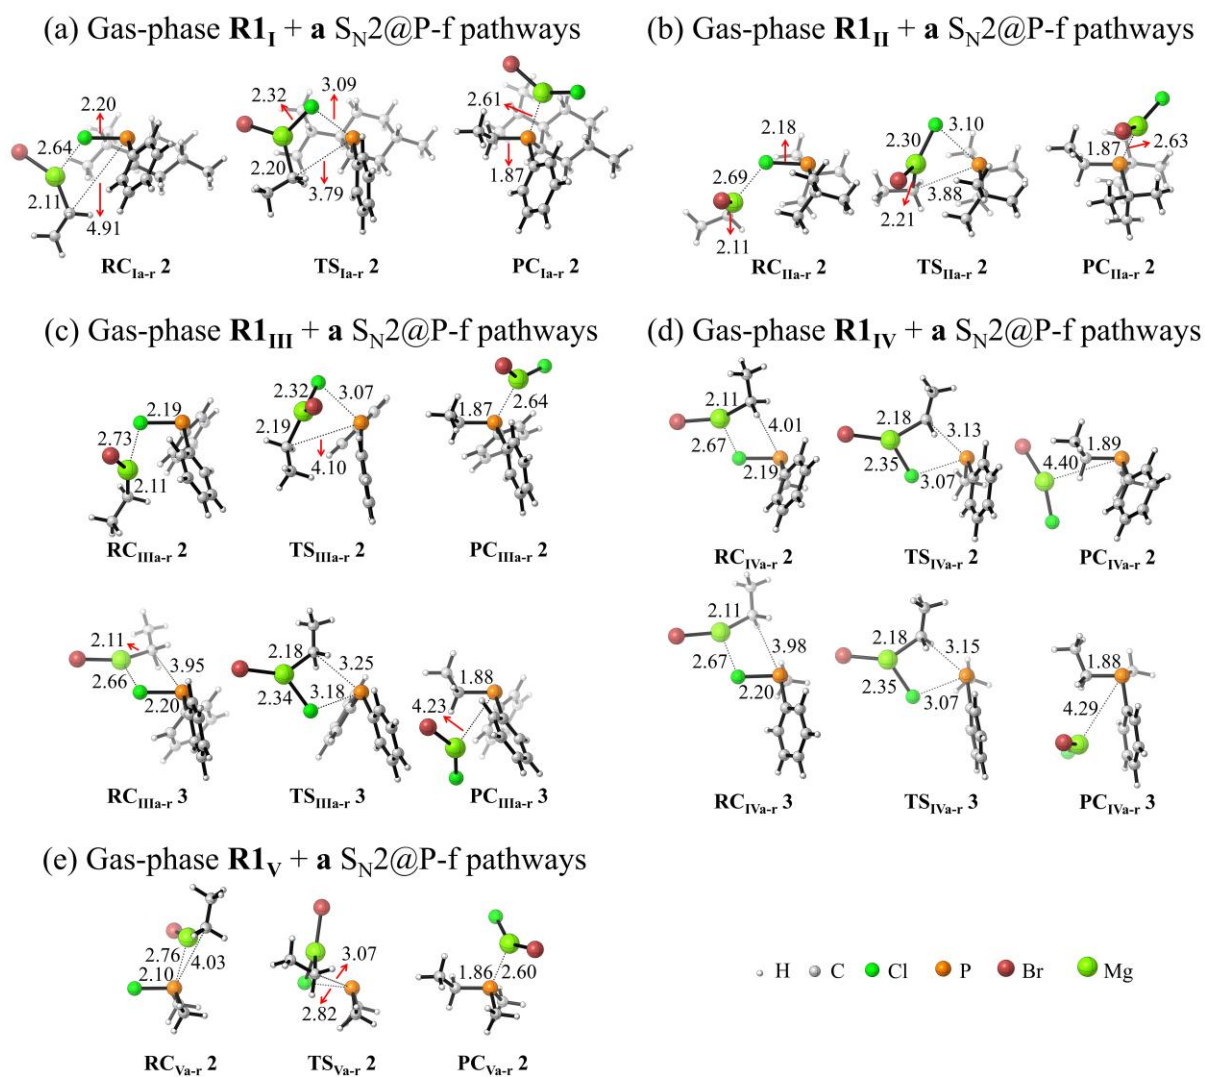 (a) Gas-phase R1I + a SN2@P-f pathways
2.20
2.64
2.11
4.91
RCIa-r 2
3.09
2.32
2.20
3.79
TSIa-r 2
2.61
1.87
PCIa-r 2
(b) Gas-phase R1II + a SN2@P-f pathways
2.18
2.69
2.11
RCIIa-r 2
2.30
3.10
3.88
2.21
TSIIa-r 2
1.87
2.63
PCIIa-r 2
(c) Gas-phase R1III + a SN2@P-f pathways
2.19
2.73
2.11
RCIIIa-r 2
2.32
3.07
2.19
4.10
TSIIIa-r 2
1.87
2.64
PCIIIa-r 2
2.11
3.95
2.66
2.20
RCIIIa-r 3
2.18
3.25
2.34
3.18
TSIIIa-r 3
1.88
4.23
PCIIIa-r 3
(d) Gas-phase R1IV + a SN2@P-f pathways
2.11
4.01
2.67
2.19
RCIVa-r 2
2.18
3.13
2.35
3.07
TSIVa-r 2
1.89
4.40
PCIVa-r 2
2.11
3.98
2.67
2.20
RCIVa-r 3
2.18
3.15
2.35
3.07
TSIVa-r 3
1.88
4.29
PCIVa-r 3
(e) Gas-phase R1V + a SN2@P-f pathways
2.76
4.03
2.10
RCVa-r 2
3.07
2.82
TSVa-r 2
1.86
2.60
PCVa-r 2
H C Cl P Br Mg